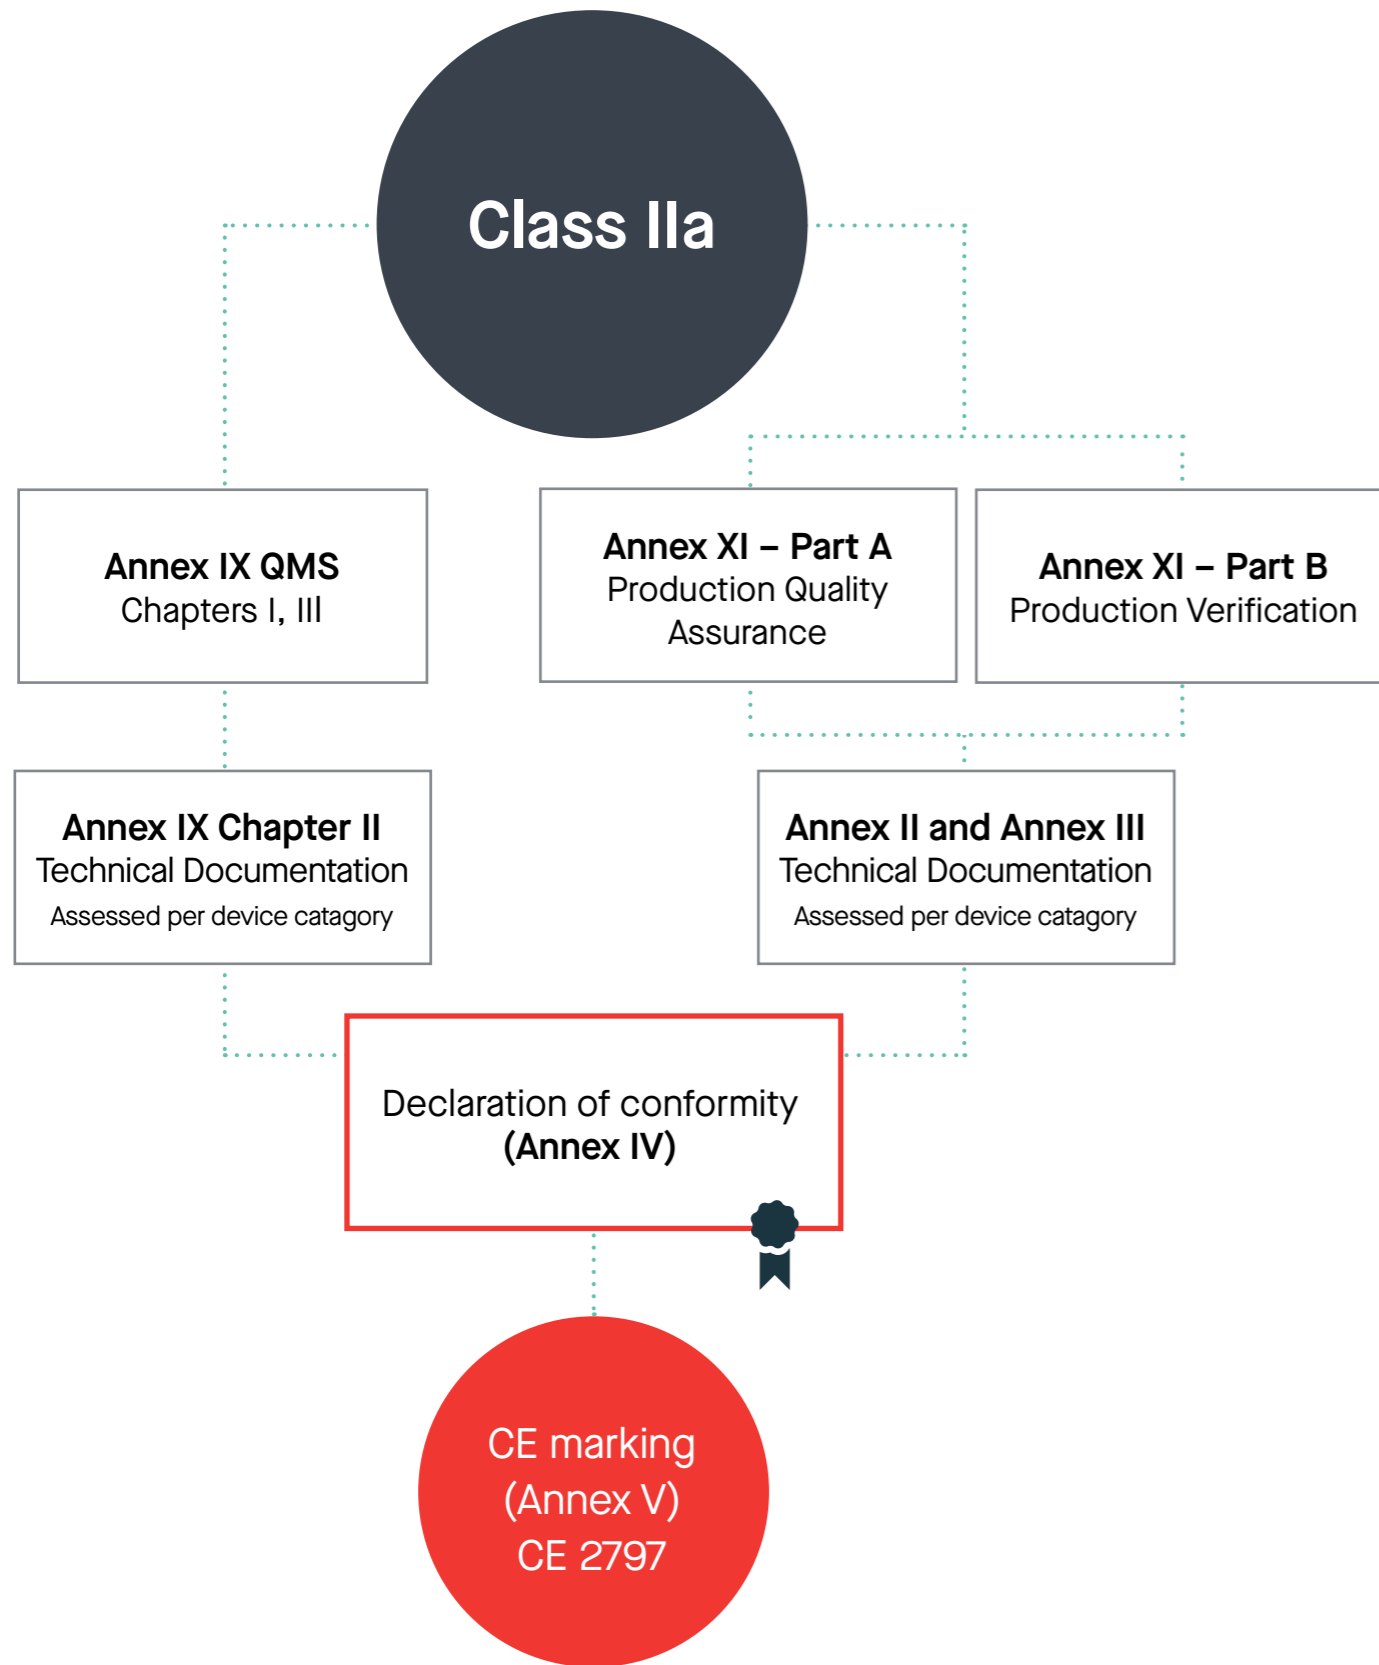 Class IIa
Annex IX QMS
Chapters I, III
Annex XI – Part A
Production Quality
Assurance
Annex XI – Part B
Production Verification
Annex IX Chapter II
Technical Documentation
Assessed per device catagory
Annex II and Annex III
Technical Documentation
Assessed per device catagory
Declaration of conformity
(Annex IV)
CE marking
(Annex V)
CE 2797